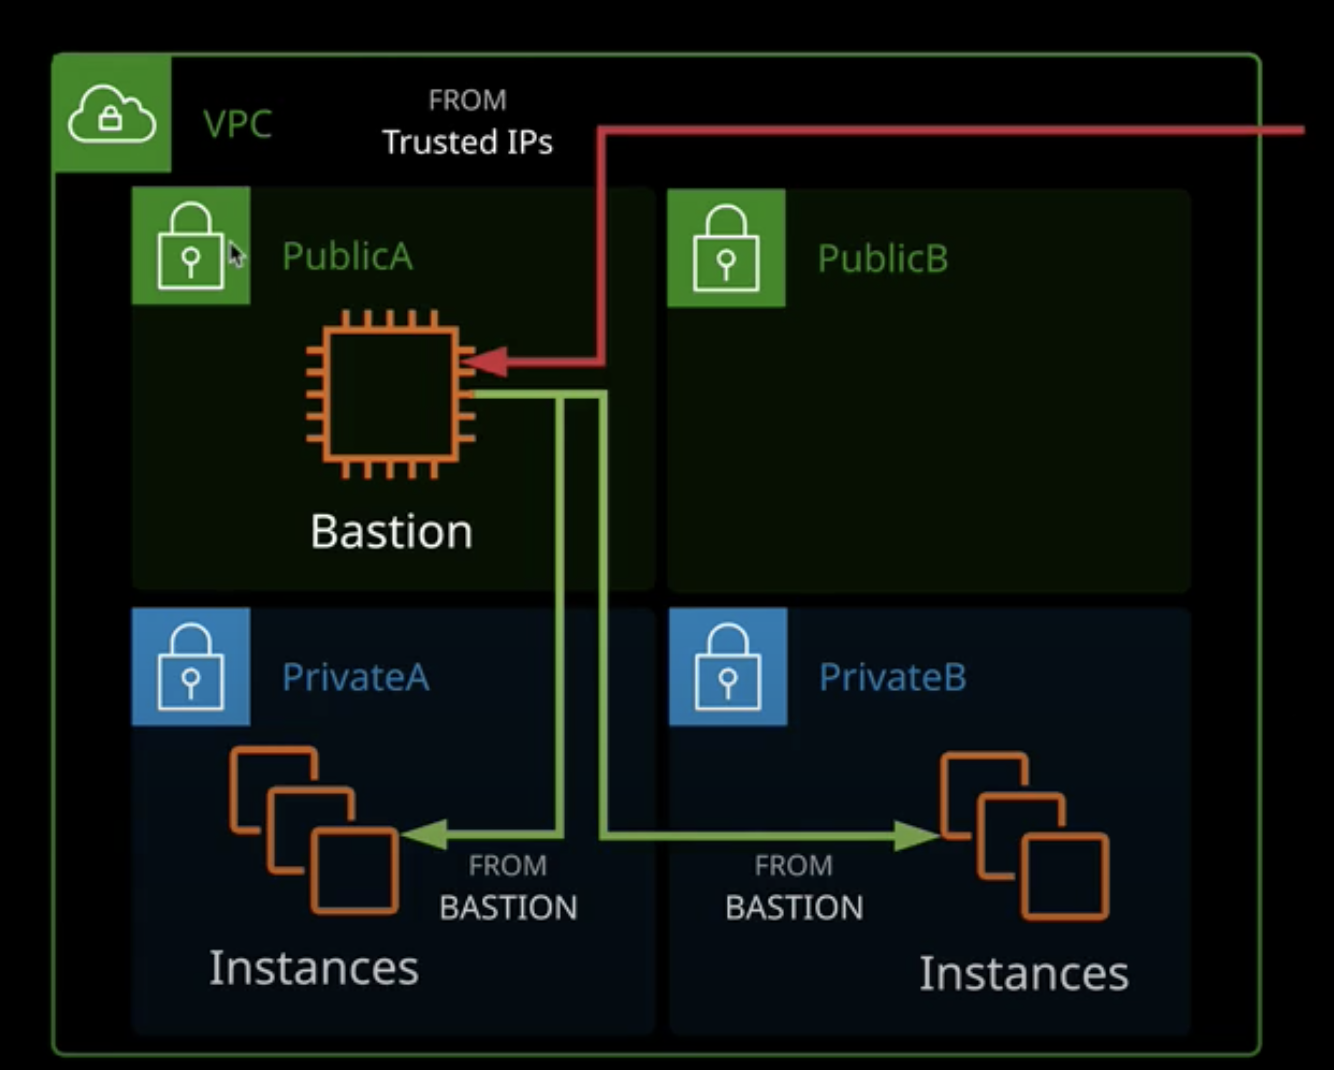 VPC
FROM
Trusted IPs
PublicA
PublicB
Bastion
PrivateA
PrivateB
FROM
BASTION
FROM
BASTION
Instances
Instances